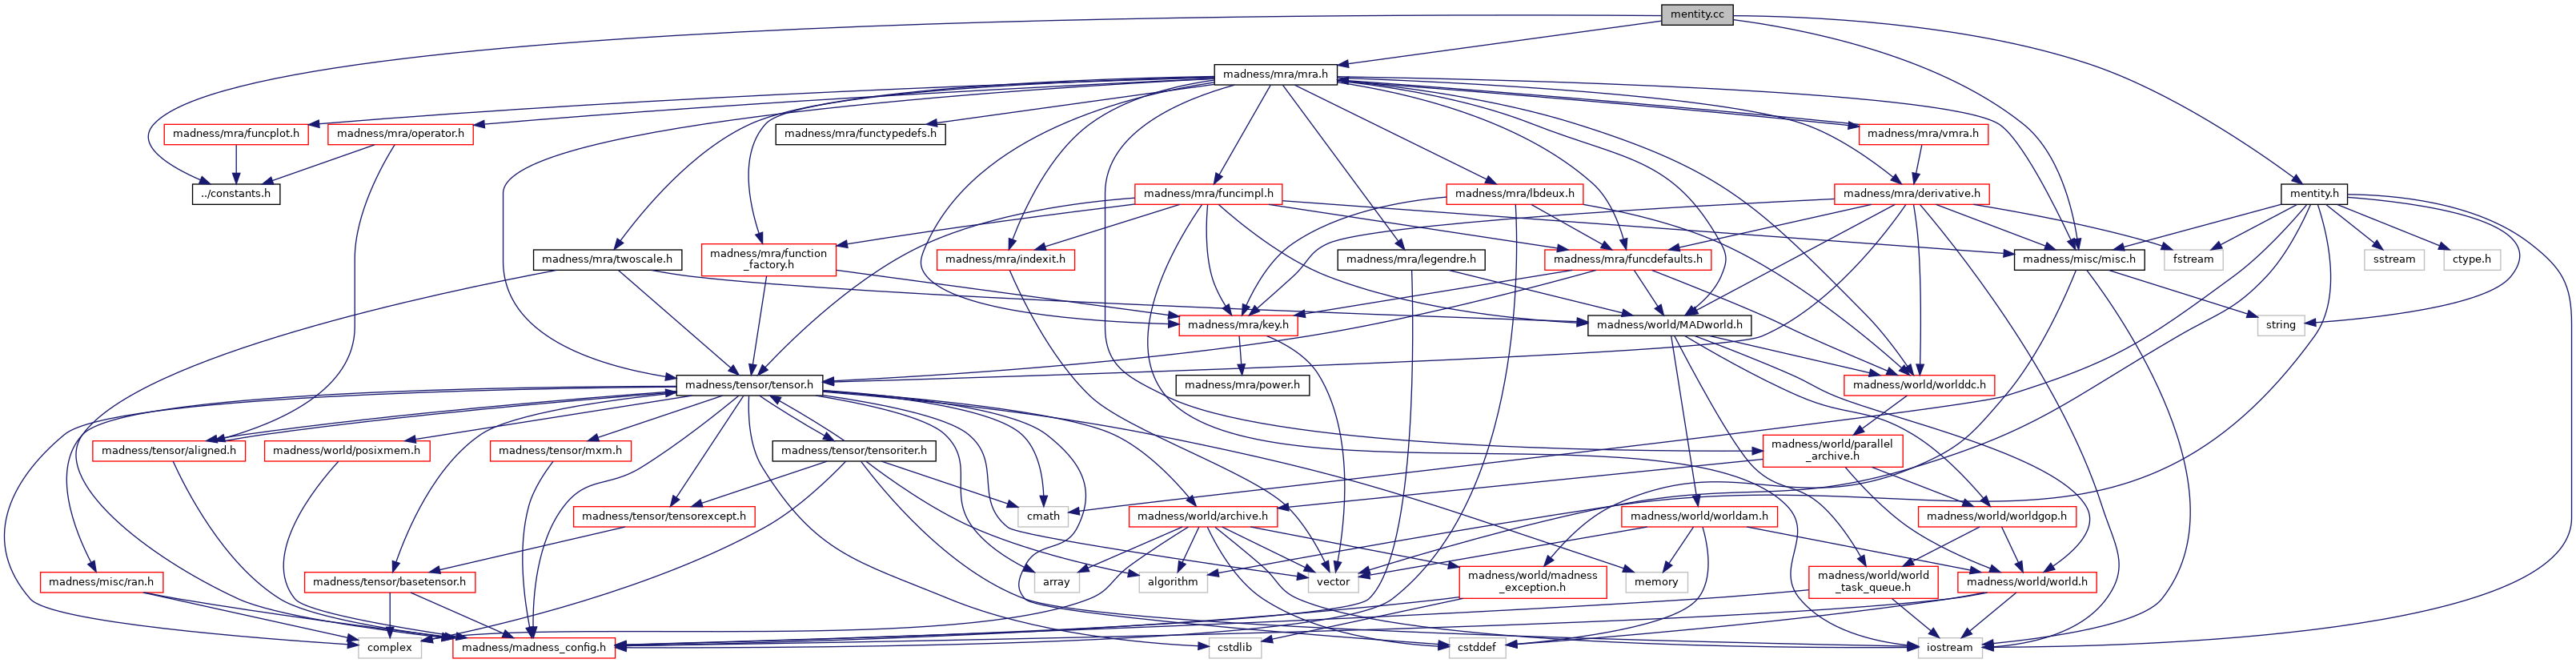 mentity.cc
madness/mra/mra.h
madness/mra/funcplot.h
madness/mra/operator.h
madness/mra/functypedefs.h
madness/mra/vmra.h
../constants.h
madness/mra/funcimpl.h
madness/mra/lbdeux.h
madness/mra/derivative.h
mentity.h
madness/mra/twoscale.h
madness/mra/function
_factory.h
madness/mra/indexit.h
madness/mra/legendre.h
madness/mra/funcdefaults.h
madness/misc/misc.h
fstream
sstream
ctype.h
madness/mra/key.h
madness/world/MADworld.h
string
madness/tensor/tensor.h
madness/mra/power.h
madness/world/worlddc.h
madness/tensor/aligned.h
madness/world/posixmem.h
madness/tensor/mxm.h
madness/tensor/tensoriter.h
madness/world/parallel
_archive.h
madness/tensor/tensorexcept.h
cmath
madness/world/archive.h
madness/world/worldam.h
madness/world/worldgop.h
madness/misc/ran.h
madness/tensor/basetensor.h
array
algorithm
vector
madness/world/madness
_exception.h
memory
madness/world/world
_task_queue.h
madness/world/world.h
complex
madness/madness_config.h
cstdlib
cstddef
iostream